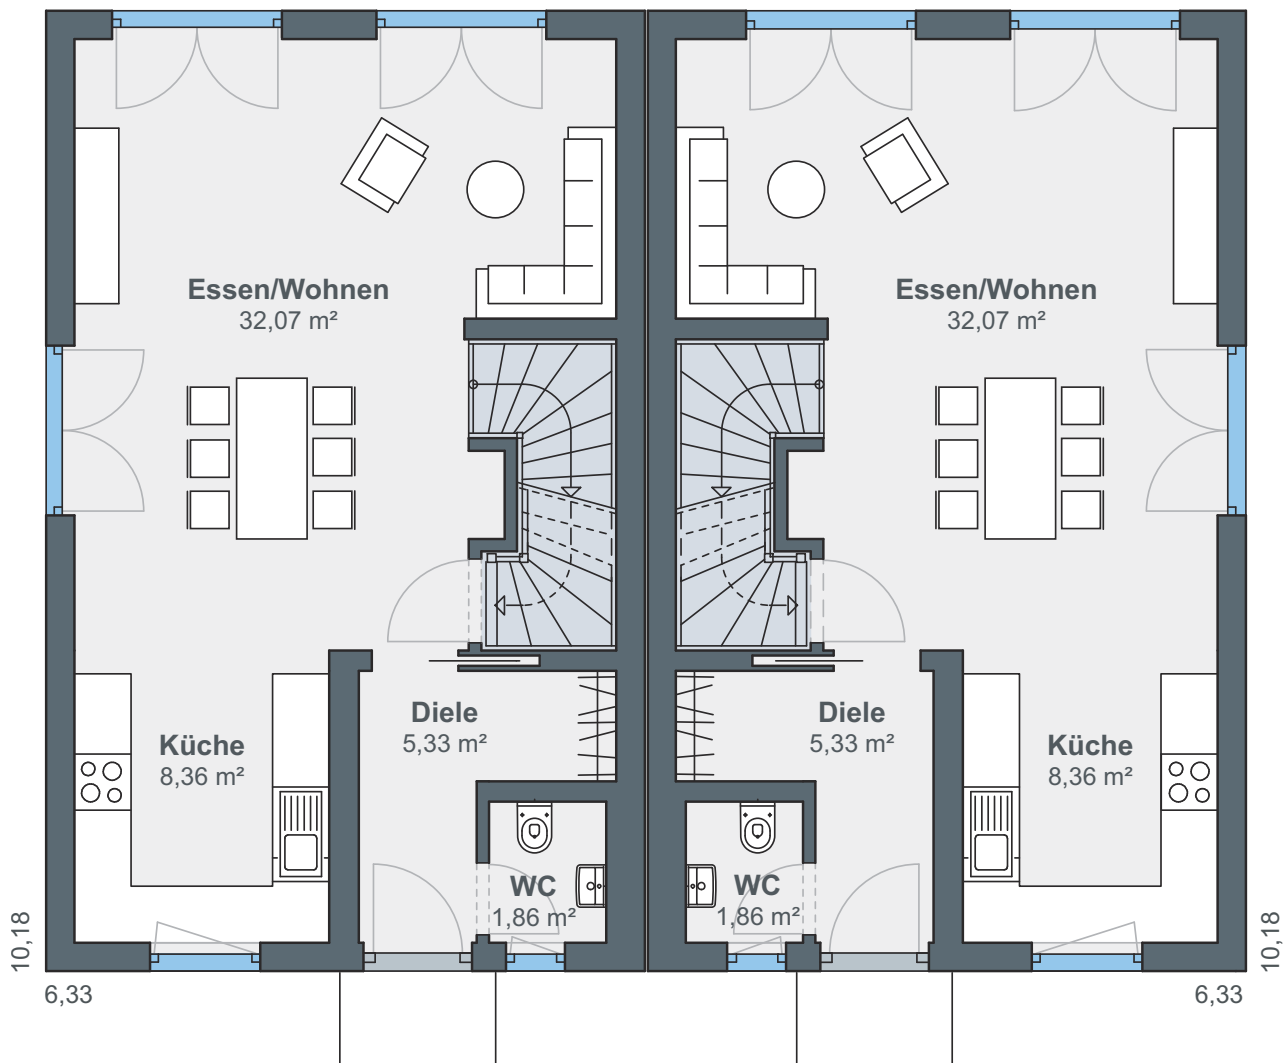 Essen/Wohnen
32,07 m²
Essen/Wohnen
32,07 m²
Diele
5,33 m²
Diele
5,33 m²
Küche
8,36 m²
Küche
8,36 m²
WC
1,86 m²
WC
1,86 m²
10,18
10,18
6,33
6,33